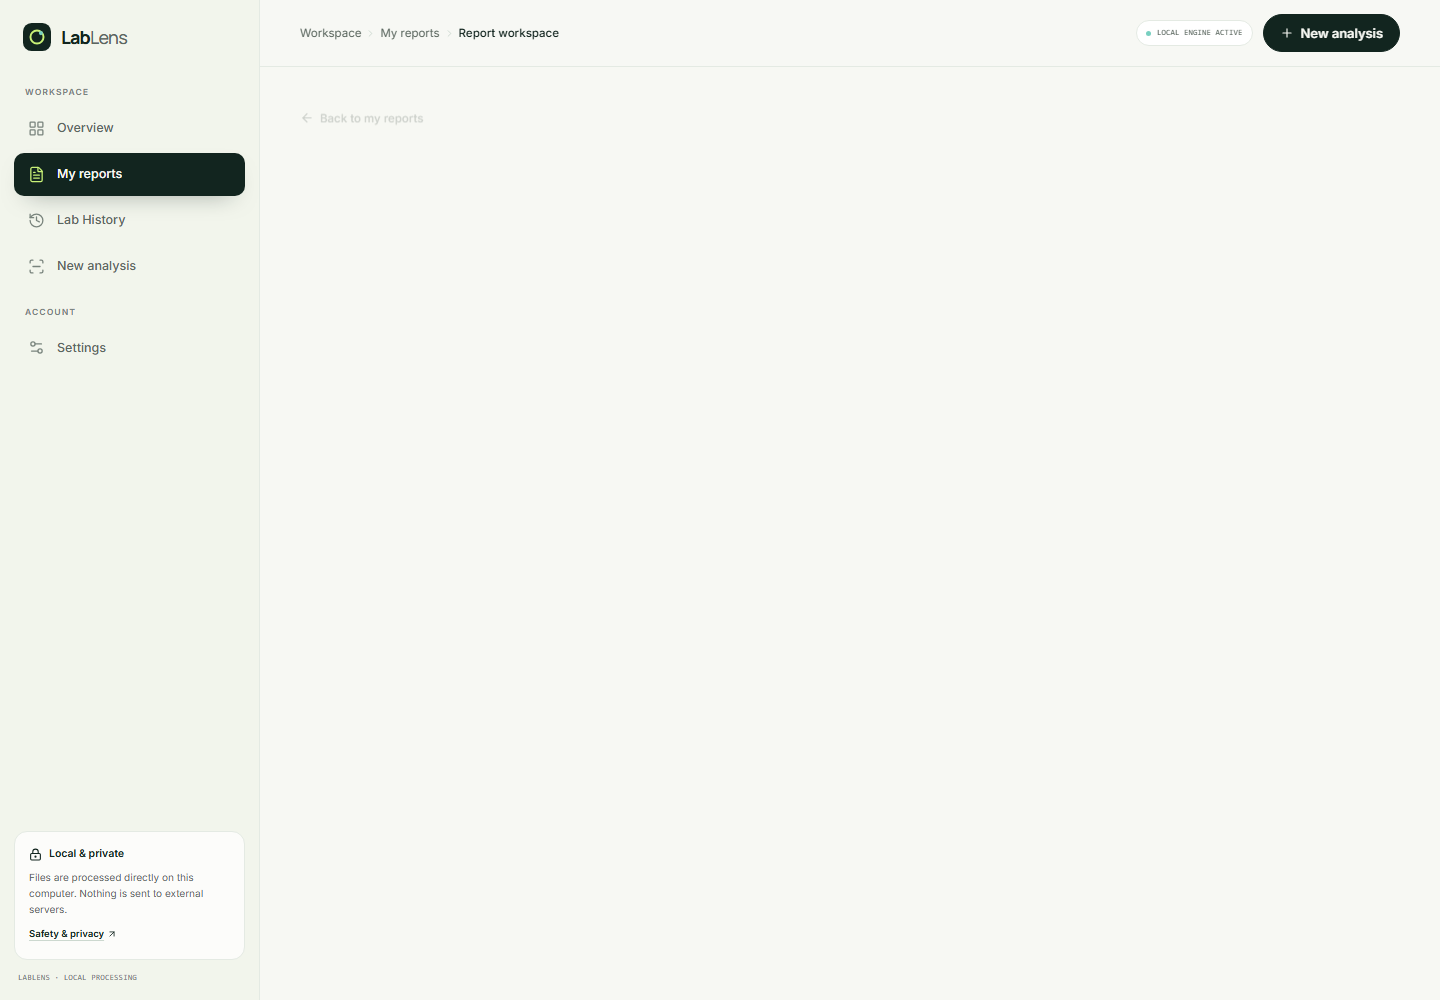 LabLens
WORKSPACE
Overview
My reports
Lab History
New analysis
ACCOUNT
Settings
Local & private
Files are processed directly on this
computer. Nothing is sent to external
servers.
Safety & privacy
LABLENS · LOCAL PROCESSING
Workspace My reports Report workspace
LOCAL ENGINE ACTIVE
New analysis
Back to my reports